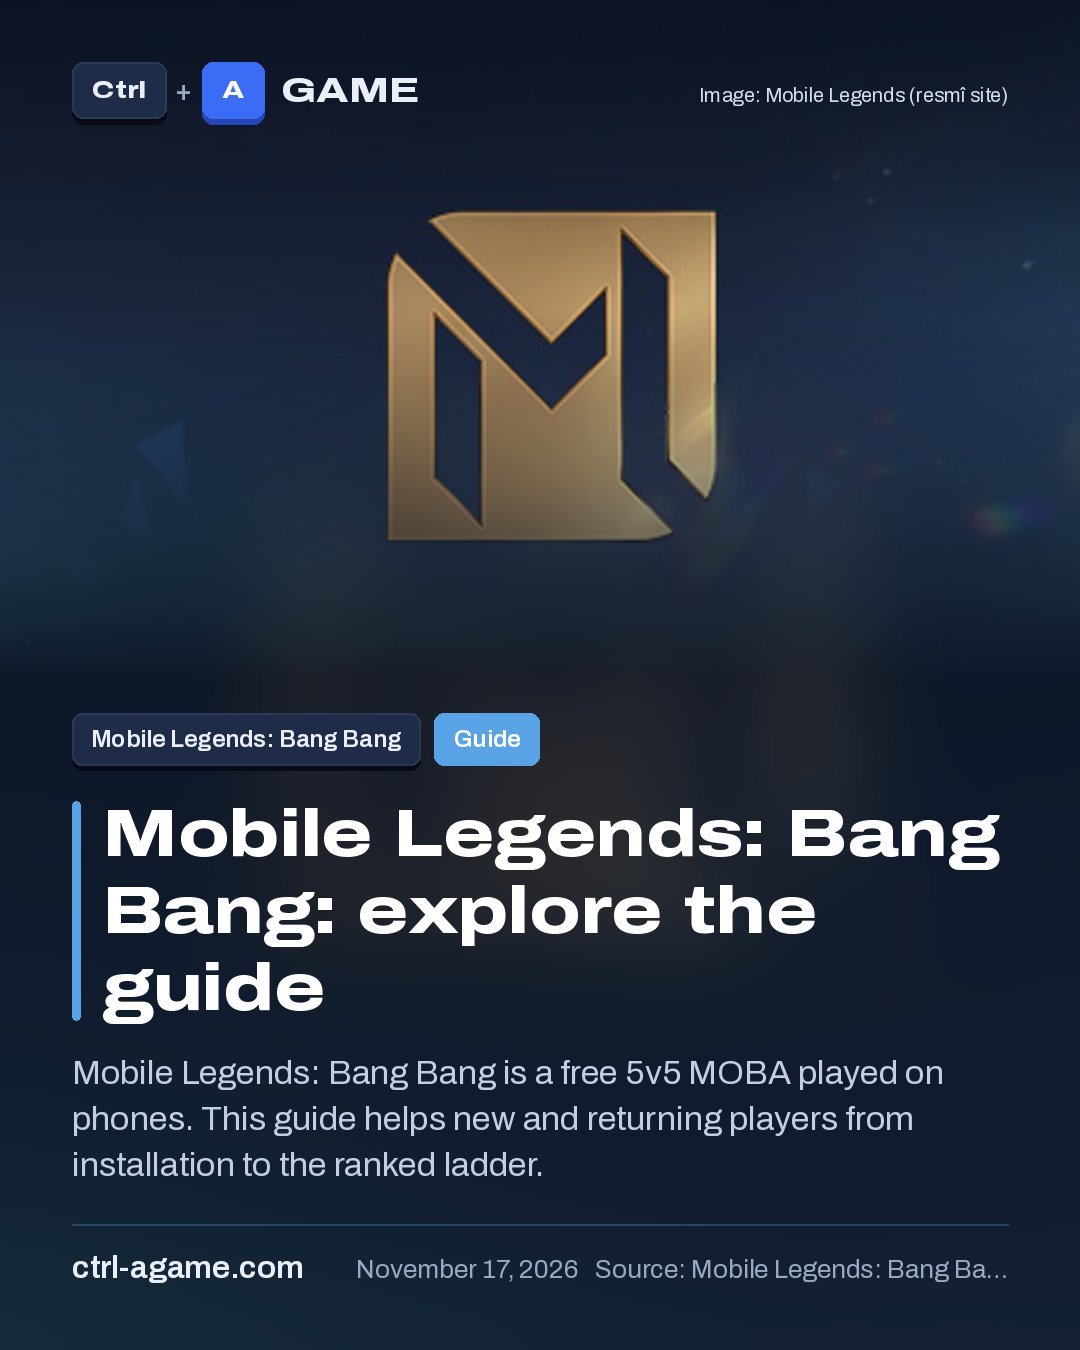 Ctrl + A GAME
Image: Mobile Legends (resmî site)
Mobile Legends: Bang Bang
Guide
Mobile Legends: Bang
Bang: explore the
guide
Mobile Legends: Bang Bang is a free 5v5 MOBA played on
phones. This guide helps new and returning players from
installation to the ranked ladder.
ctrl-agame.com
November 17, 2026 Source: Mobile Legends: Bang Ba...